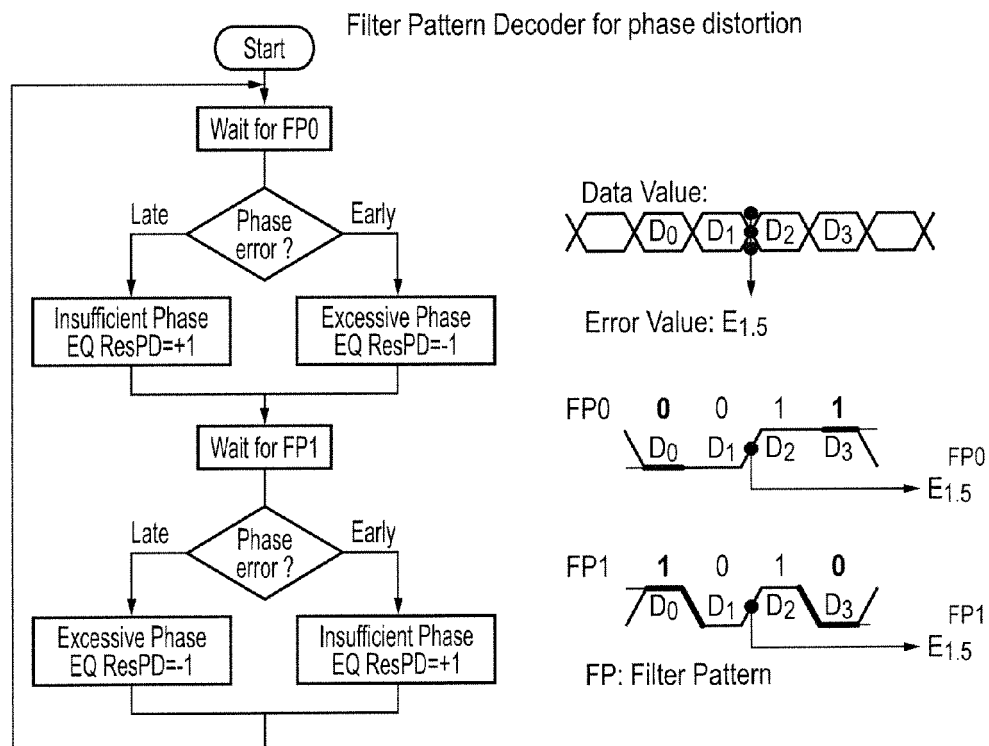 Filter Pattern Decoder for phase distortion
Start
Wait for FP0
Late
Phase
error ?
Early
Insufficient Phase
EQ ResPD=+1
Excessive Phase
EQ ResPD=-1
Wait for FP1
Late
Phase
error ?
Early
Excessive Phase
EQ ResPD=-1
Insufficient Phase
EQ ResPD=+1
Data Value:
D0 D1 D2 D3
Error Value: E1.5
FP0 0 0 1 1
D0 D1 D2 D3
FP0
E1.5
FP1 1 0 1 0
D0 D1 D2 D3
FP1
E1.5
FP: Filter Pattern